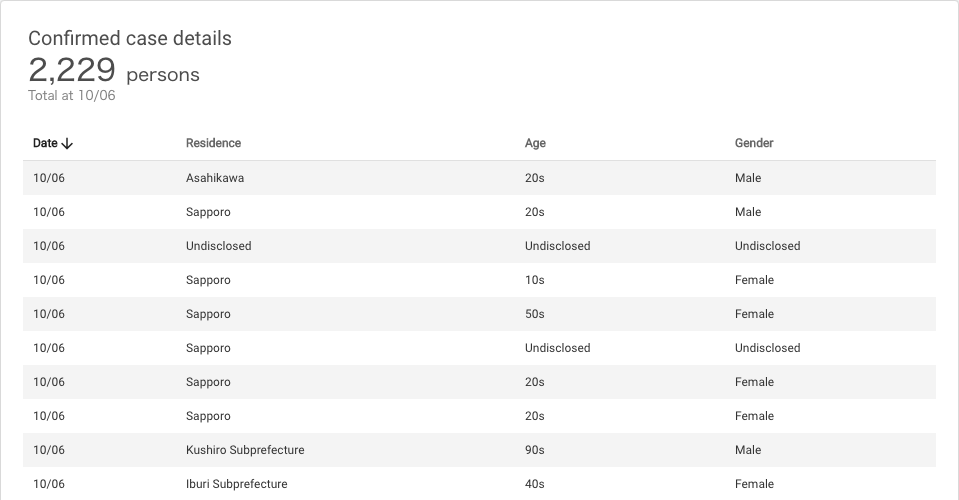 Confirmed case details
2,229 persons
Total at 10/06
Date Residence Age Gender
10/06 Asahikawa 20s Male
10/06 Sapporo 20s Male
10/06 Undisclosed Undisclosed Undisclosed
10/06 Sapporo 10s Female
10/06 Sapporo 50s Female
10/06 Sapporo Undisclosed Undisclosed
10/06 Sapporo 20s Female
10/06 Sapporo 20s Female
10/06 Kushiro Subprefecture 90s Male
10/06 Iburi Subprefecture 40s Female